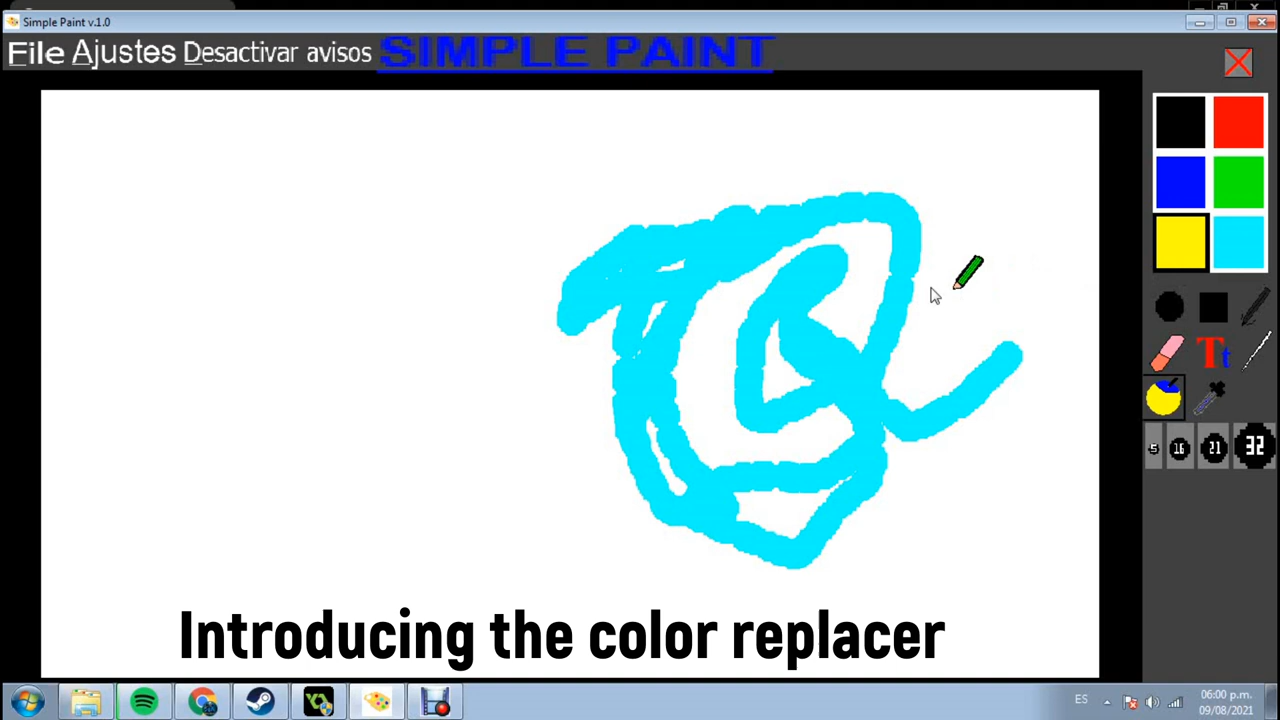 Simple Paint v.1.0
File Ajustes Desactivar avisos SIMPLE PAINT
Tt
5 16 21 32
Introducing the color replacer
ES
06:00 p.m.
09/08/2021